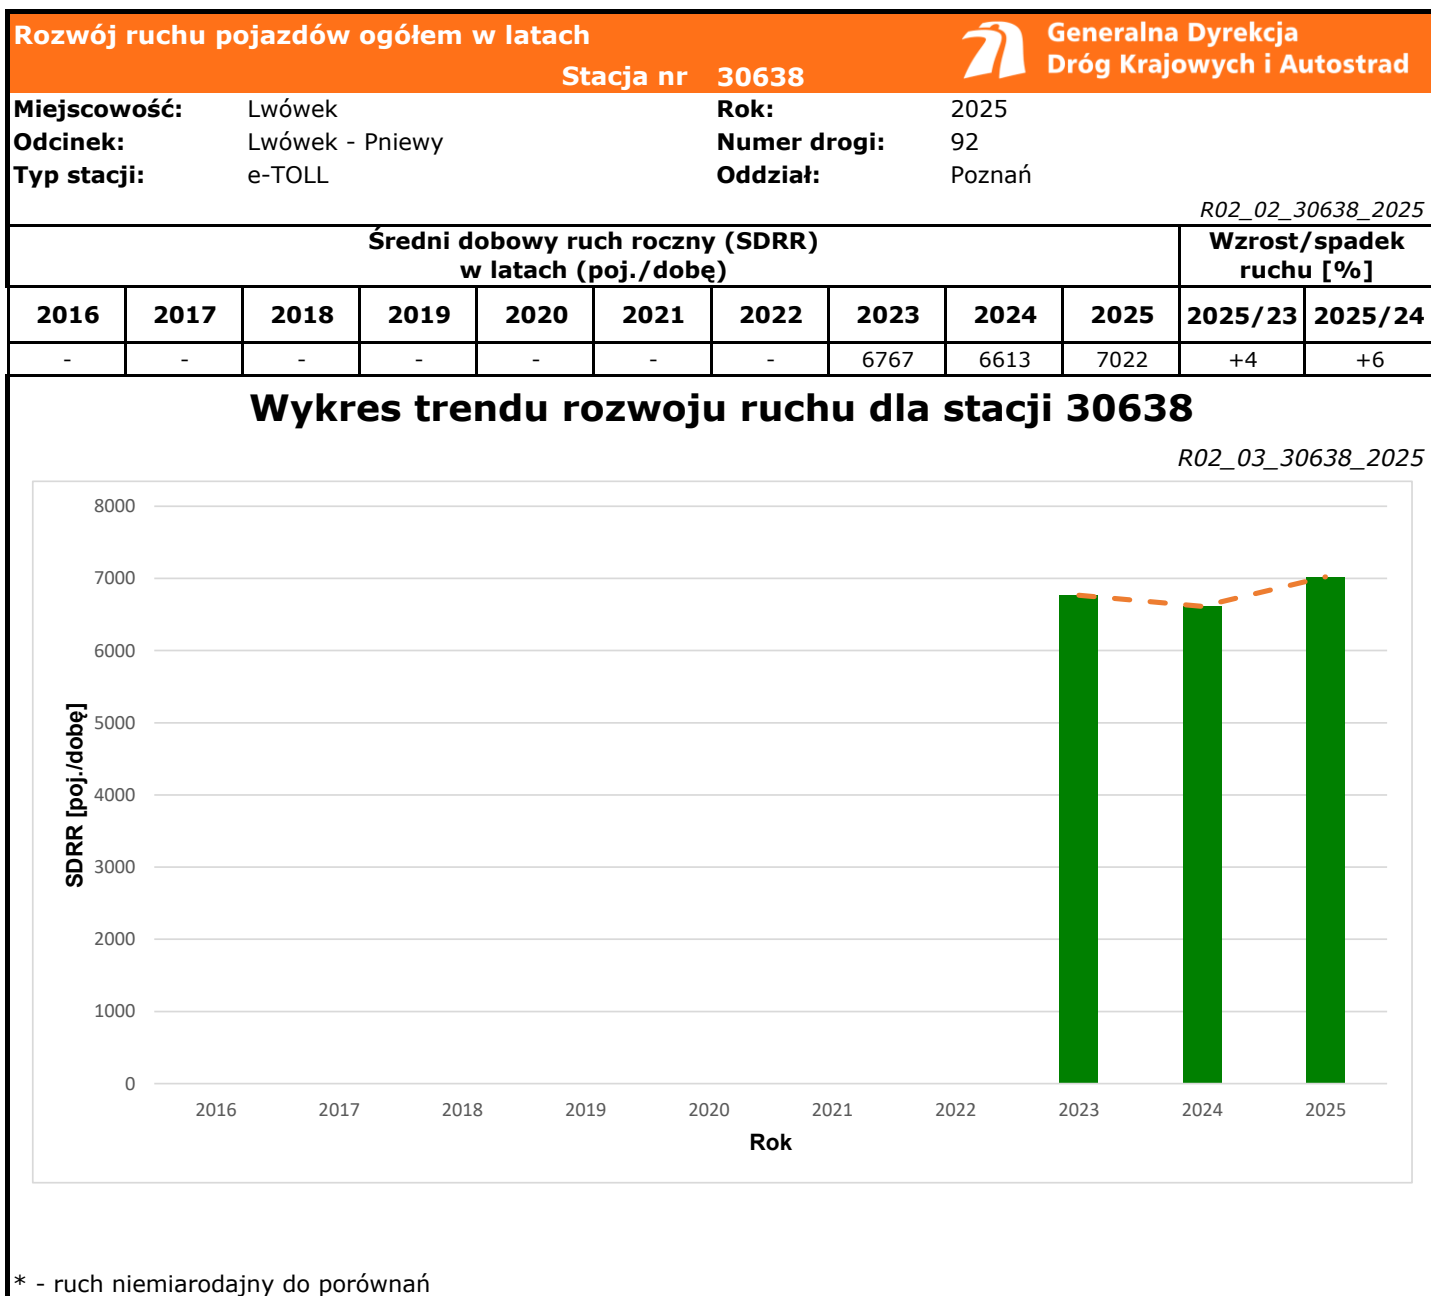 Rozwój ruchu pojazdów ogółem w latach
Generalna Dyrekcja
Dróg Krajowych i Autostrad
Stacja nr 30638
Miejscowość: Lwówek Rok: 2025
Odcinek: Lwówek - Pniewy Numer drogi: 92
Typ stacji: e-TOLL Oddział: Poznań
R02_02_30638_2025
Średni dobowy ruch roczny (SDRR)
w latach (poj./dobę)
Wzrost/spadek
ruchu [%]
2016 2017 2018 2019 2020 2021 2022 2023 2024 2025 2025/23 2025/24
- - - - - - - 6767 6613 7022 +4 +6
Wykres trendu rozwoju ruchu dla stacji 30638
R02_03_30638_2025
8000
7000
6000
5000
4000
3000
2000
1000
0
SDRR [poj./dobę]
2016 2017 2018 2019 2020 2021 2022 2023 2024 2025
Rok
* - ruch niemiarodajny do porównań